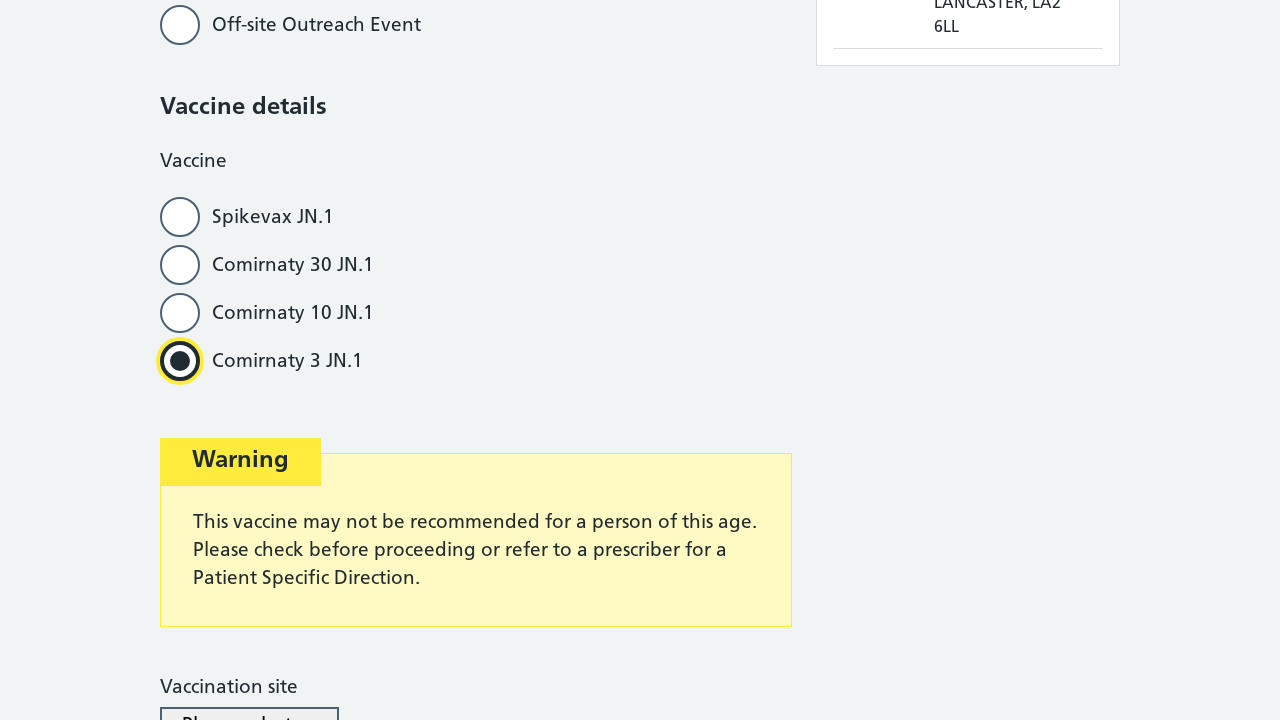 Off-site Outreach Event
LANCASTER, LA2
6LL
Vaccine details
Vaccine
Spikevax JN.1
Comirnaty 30 JN.1
Comirnaty 10 JN.1
Comirnaty 3 JN.1
Warning
This vaccine may not be recommended for a person of this age.
Please check before proceeding or refer to a prescriber for a
Patient Specific Direction.
Vaccination site